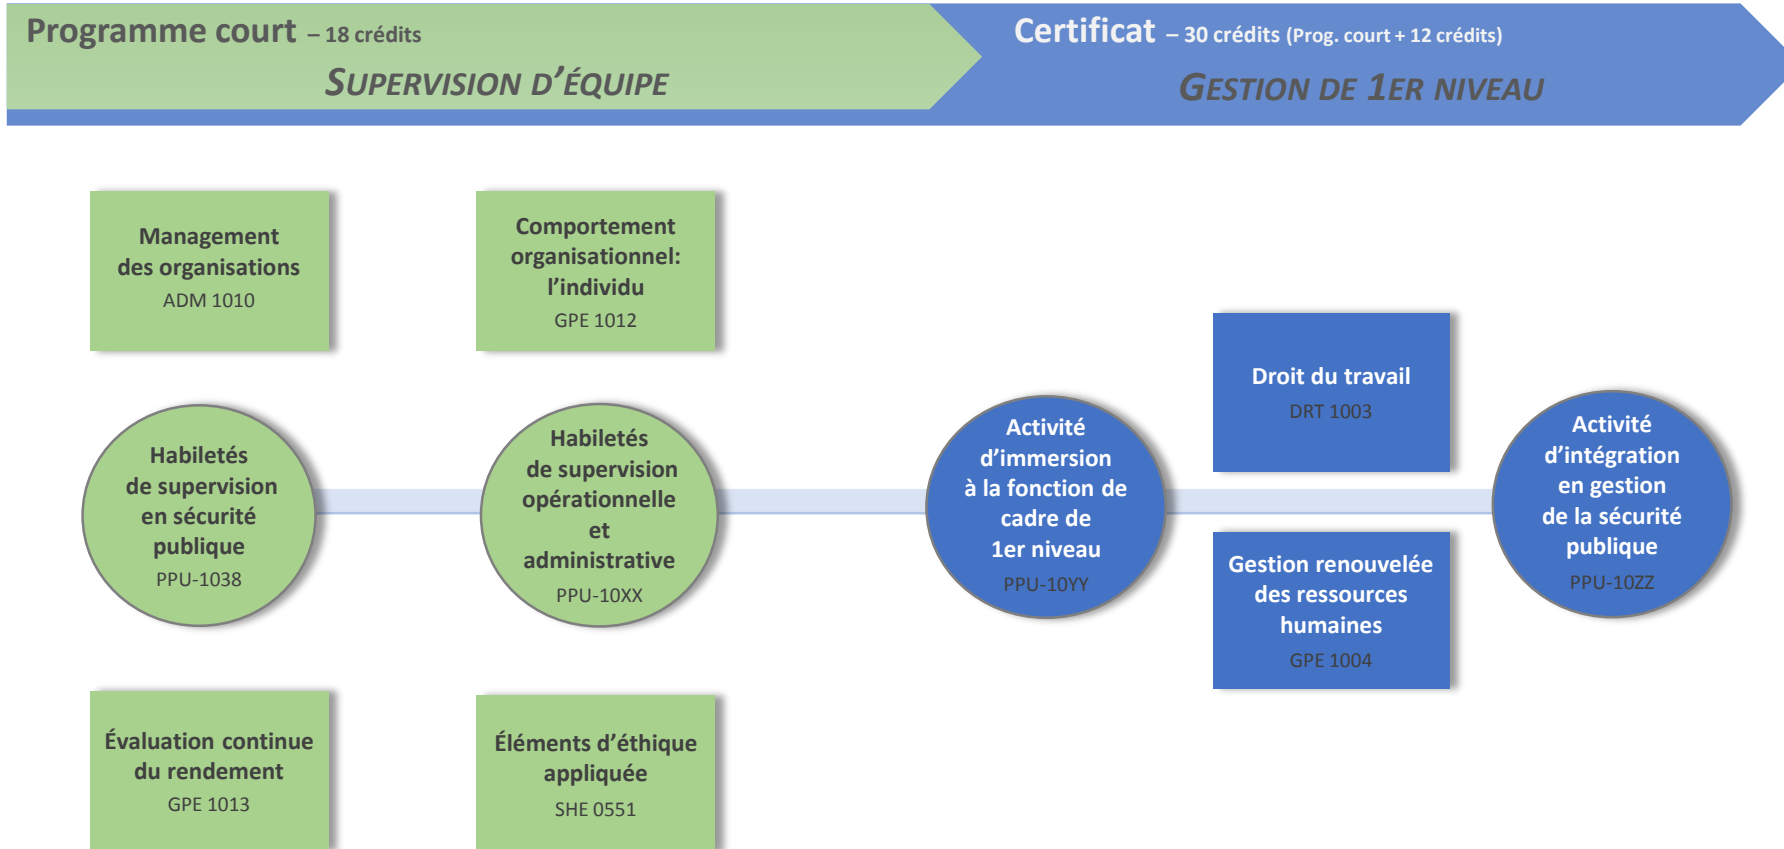 Programme court – 18 crédits
SUPERVISION D’ÉQUIPE
Certificat – 30 crédits (Prog. court + 12 crédits)
GESTION DE 1ER NIVEAU
Management
des organisations
ADM 1010
Comportement
organisationnel:
l’individu
GPE 1012
Droit du travail
DRT 1003
Habiletés
de supervision
en sécurité
publique
PPU-1038
Habiletés
de supervision
opérationnelle
et
administrative
PPU-10XX
Activité
d’immersion
à la fonction de
cadre de
1er niveau
PPU-10YY
Activité
d’intégration
en gestion
de la sécurité
publique
PPU-10ZZ
Gestion renouvelée
des ressources
humaines
GPE 1004
Évaluation continue
du rendement
GPE 1013
Éléments d’éthique
appliquée
SHE 0551